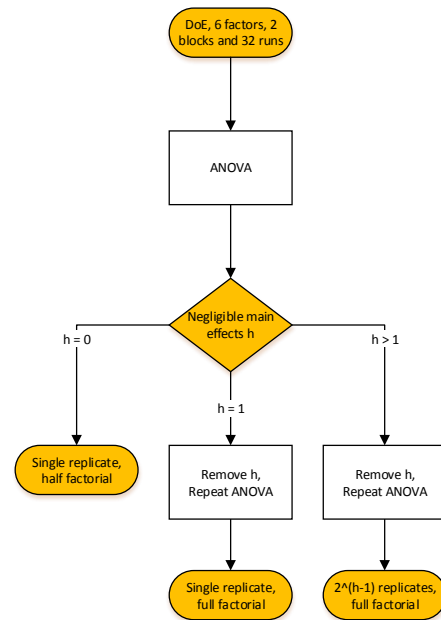 DoE, 6 factors, 2
blocks and 32 runs
ANOVA
Negligible main
effects h
h = 0
h > 1
h = 1
Single replicate,
half factorial
Remove h,
Repeat ANOVA
Remove h,
Repeat ANOVA
Single replicate,
full factorial
2^(h-1) replicates,
full factorial